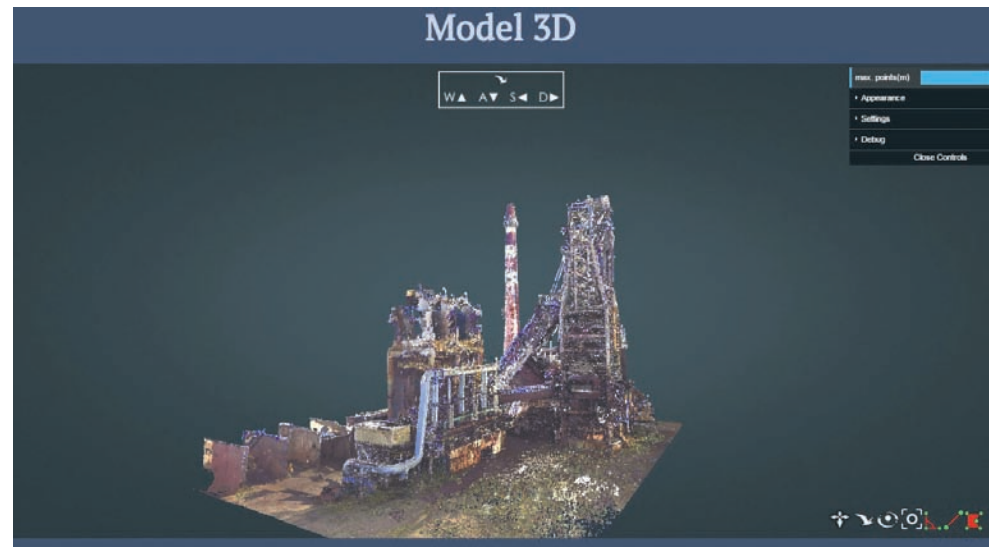 Model 3D
W▲ A▼ S◀ D▶
max. points(m)
Appearance
Settings
Debug
Close Controls